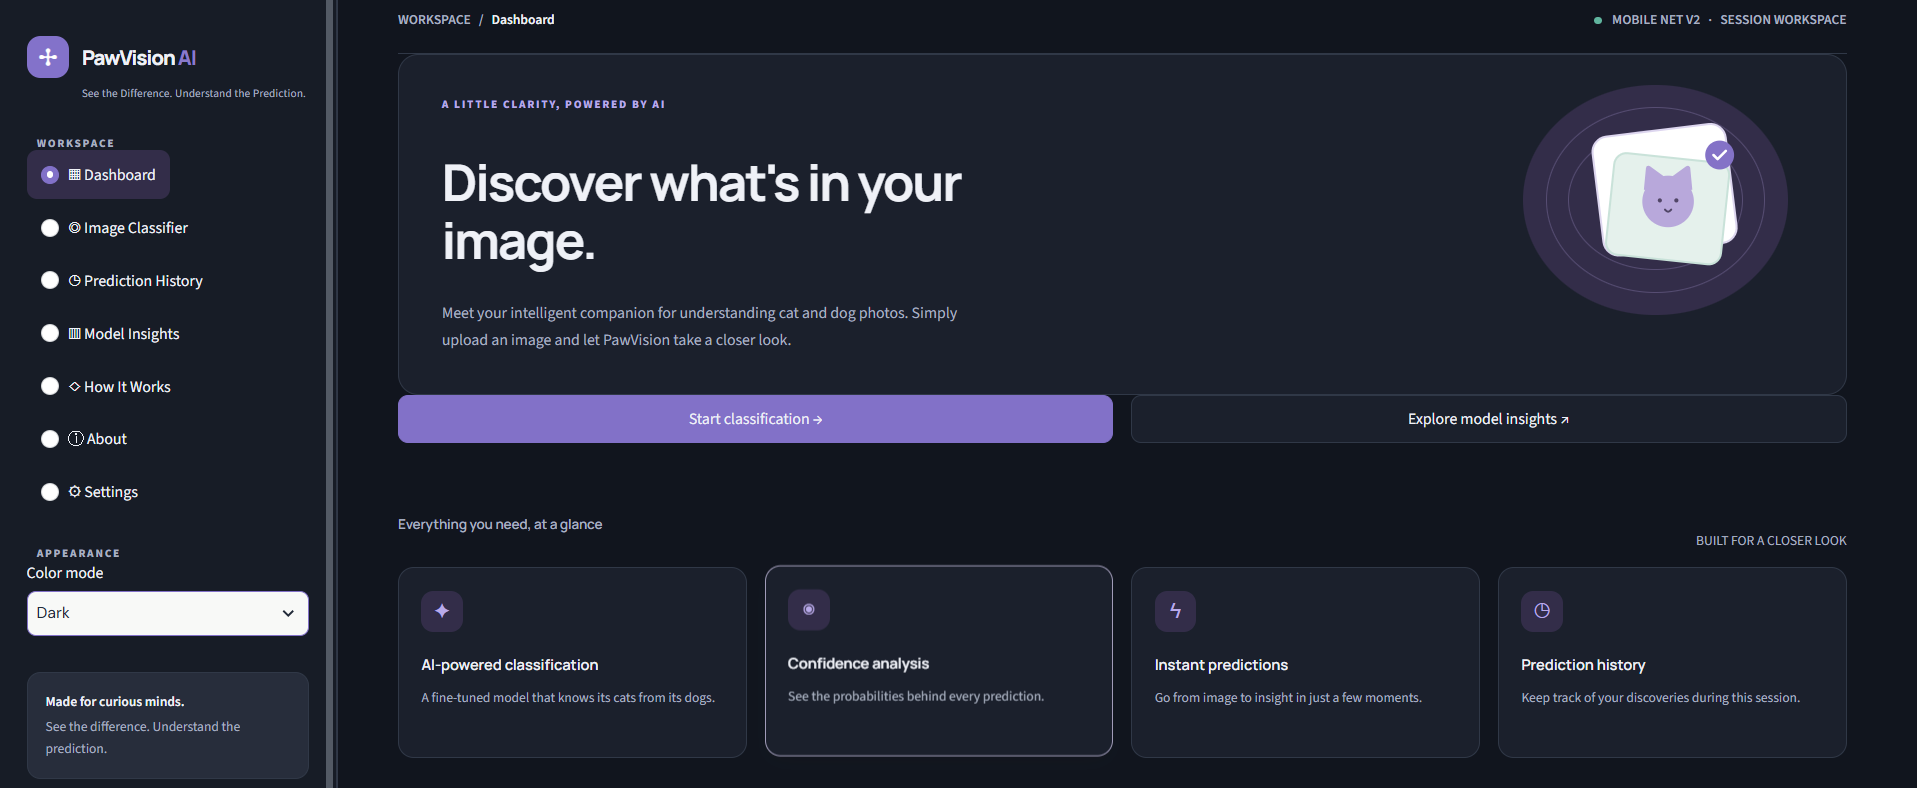 PawVision AI
See the Difference. Understand the Prediction.
WORKSPACE
Dashboard
Image Classifier
Prediction History
Model Insights
How It Works
About
Settings
APPEARANCE
Color mode
Dark
Made for curious minds.
See the difference. Understand the
prediction.
WORKSPACE / Dashboard
MOBILE NET V2 · SESSION WORKSPACE
A LITTLE CLARITY, POWERED BY AI
Discover what's in your
image.
Meet your intelligent companion for understanding cat and dog photos. Simply
upload an image and let PawVision take a closer look.
Start classification →
Explore model insights ↗
Everything you need, at a glance
BUILT FOR A CLOSER LOOK
AI-powered classification
A fine-tuned model that knows its cats from its dogs.
Confidence analysis
See the probabilities behind every prediction.
Instant predictions
Go from image to insight in just a few moments.
Prediction history
Keep track of your discoveries during this session.